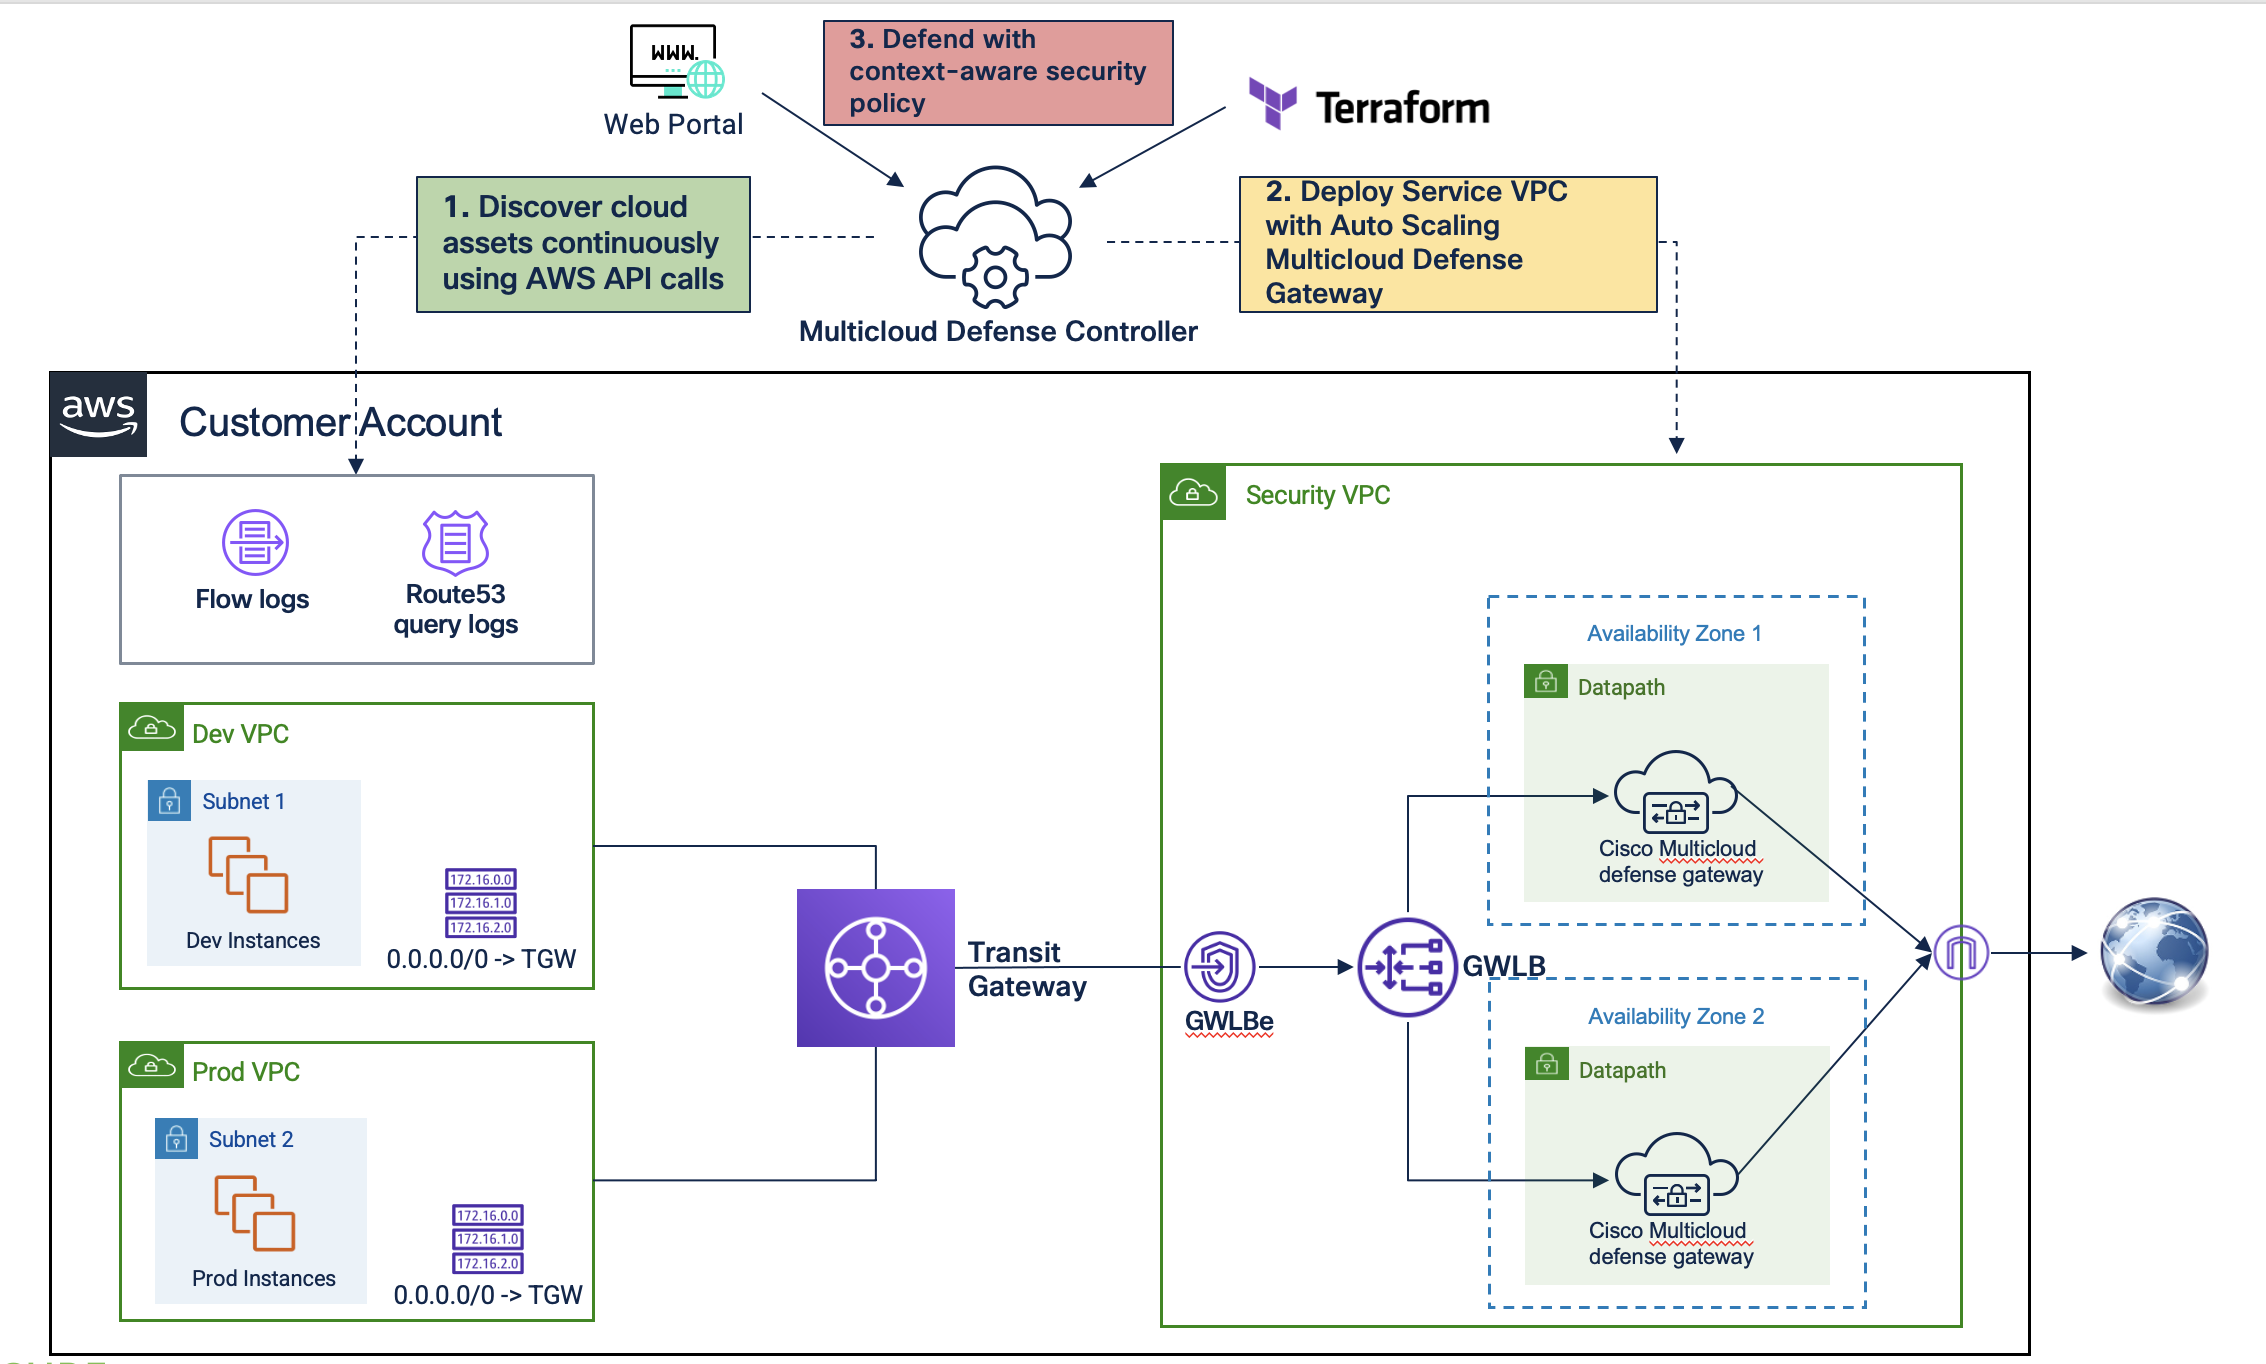 www.
Web Portal
3. Defend with
context-aware security
policy
Terraform
1. Discover cloud
assets continuously
using AWS API calls
2. Deploy Service VPC
with Auto Scaling
Multicloud Defense
Gateway
Multicloud Defense Controller
aws
Customer Account
Flow logs
Route53
query logs
Security VPC
Availability Zone 1
Datapath
Cisco Multicloud
defense gateway
Dev VPC
Subnet 1
Dev Instances
172.16.0.0
172.16.1.0
172.16.2.0
0.0.0.0/0 -> TGW
Transit
Gateway
GWLBe
GWLB
Availability Zone 2
Datapath
Cisco Multicloud
defense gateway
Prod VPC
Subnet 2
Prod Instances
172.16.0.0
172.16.1.0
172.16.2.0
0.0.0.0/0 -> TGW